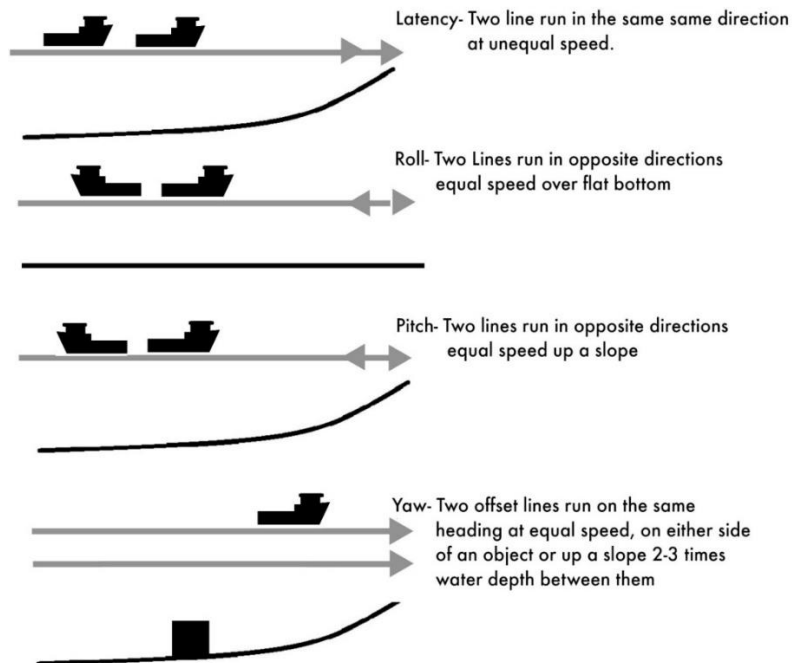 Latency- Two line run in the same same direction
at unequal speed.
Roll- Two Lines run in opposite directions
equal speed over flat bottom
Pitch- Two lines run in opposite directions
equal speed up a slope
Yaw- Two offset lines run on the same
heading at equal speed, on either side
of an object or up a slope 2-3 times
water depth between them